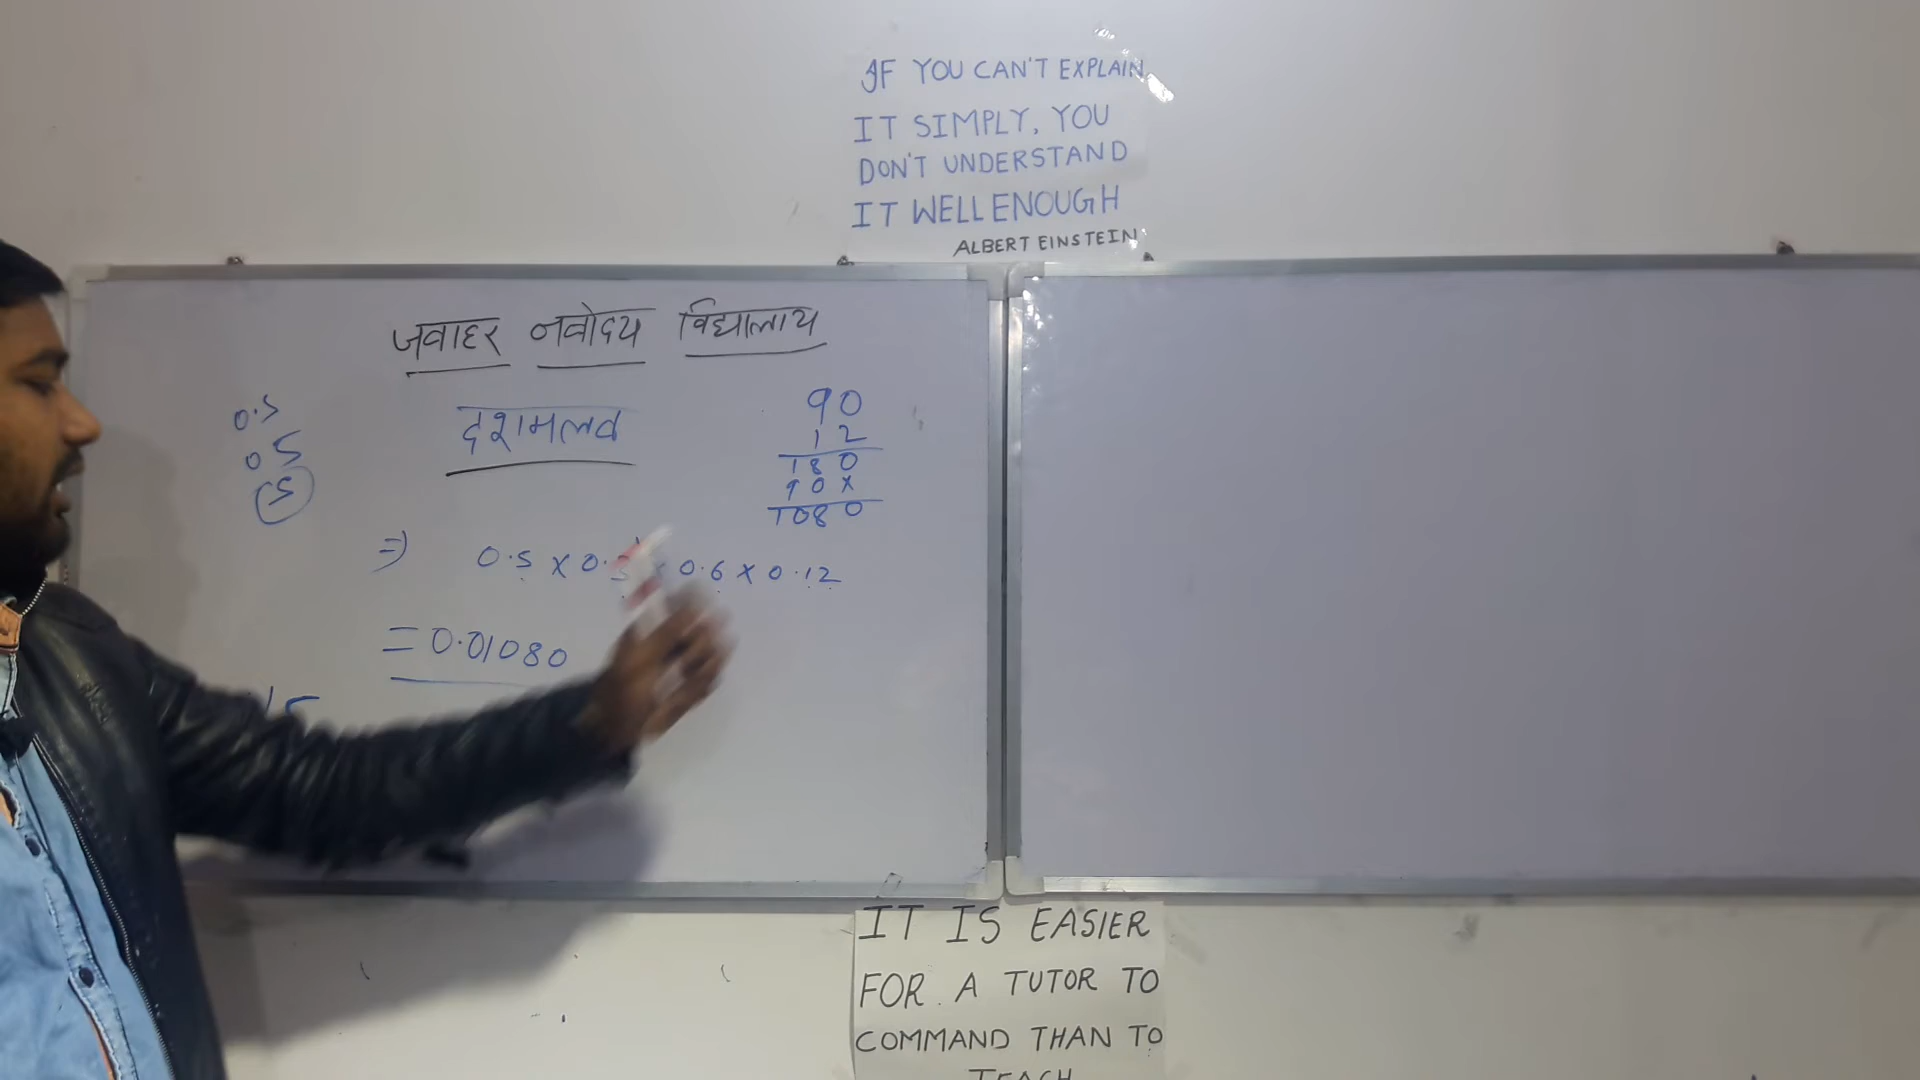 IF YOU CAN'T EXPLAIN
IT SIMPLY, YOU
DON'T UNDERSTAND
IT WELL ENOUGH
ALBERT EINSTEIN
जवाहर नवोदय विद्यालाय
दशमलव
0.5
05
5
90
12
180
90x
1080
=> 0.5 x 0. x 0.6 x 0.12
= 0.01080
IT IS EASIER
FOR A TUTOR TO
COMMAND THAN TO
TEACH